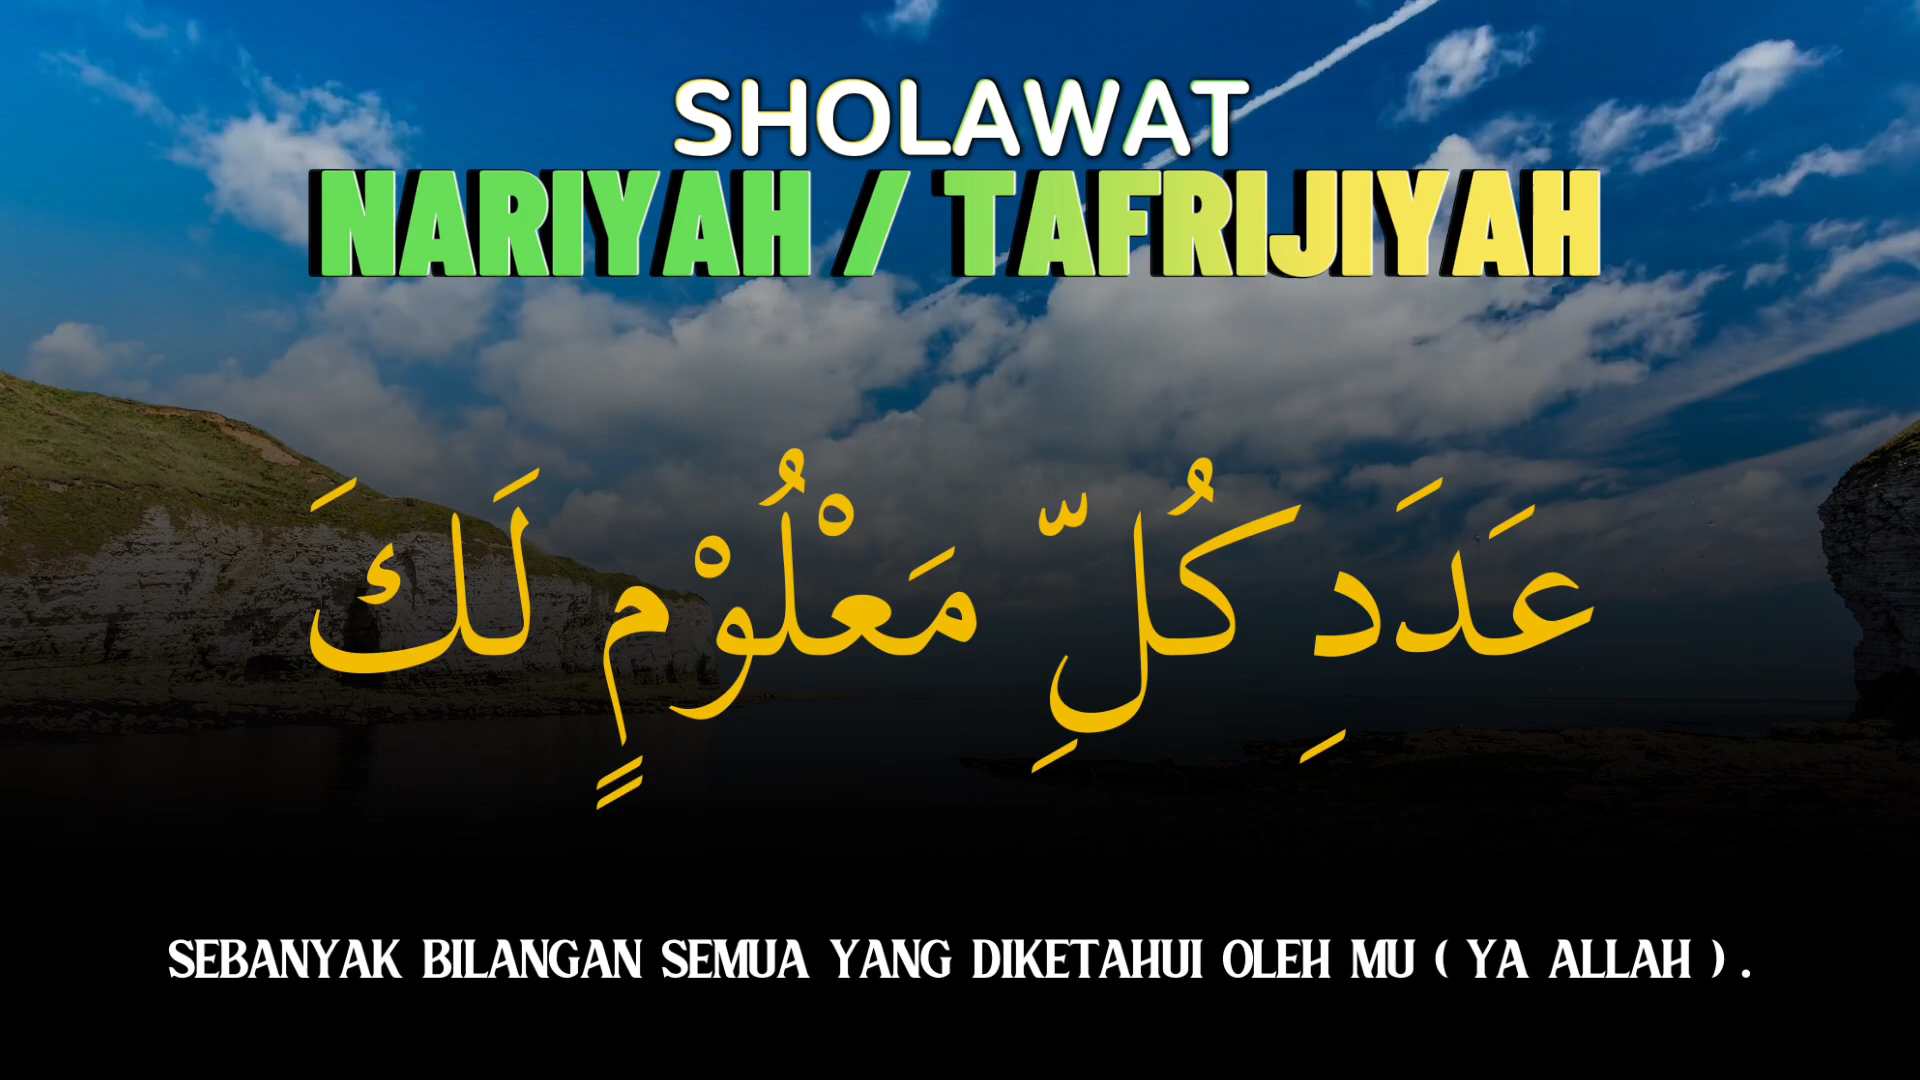 SHOLAWAT
NARIYAH / TAFRIJIYAH
عَدَدِ كُلِّ مَعْلُوْمٍ لَكَ
SEBANYAK BILANGAN SEMUA YANG DIKETAHUI OLEH MU ( YA ALLAH ) .